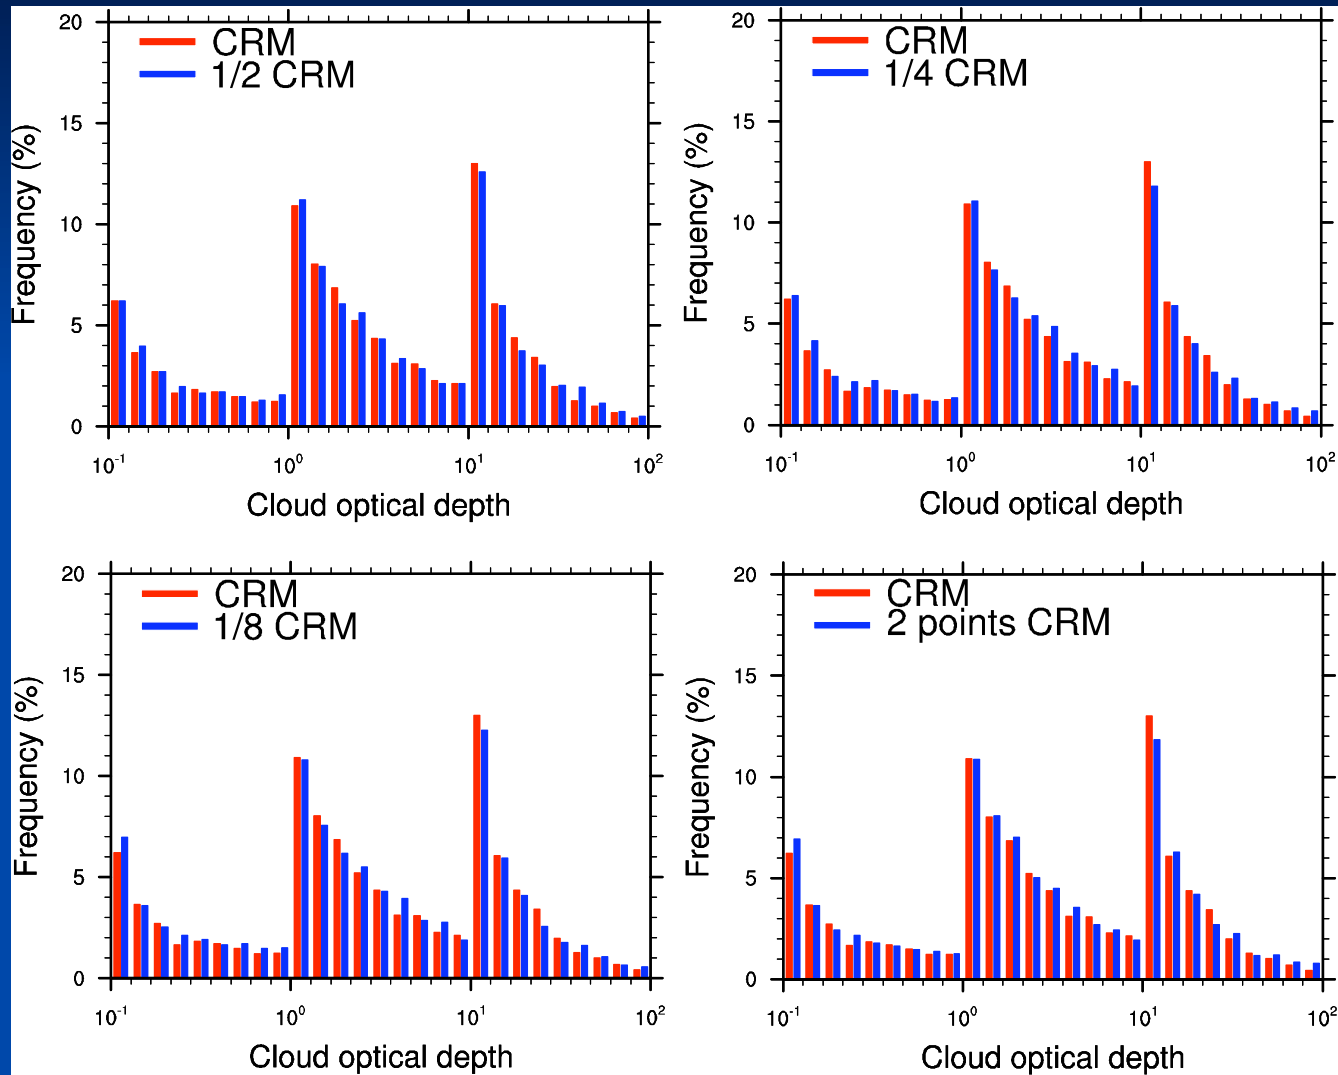 CRM
1/2 CRM
20
15
10
5
0
Frequency (%)
10-1
100
101
102
Cloud optical depth
CRM
1/4 CRM
20
15
10
5
0
Frequency (%)
10-1
100
101
102
Cloud optical depth
CRM
1/8 CRM
20
15
10
5
0
Frequency (%)
10-1
100
101
102
Cloud optical depth
CRM
2 points CRM
20
15
10
5
0
Frequency (%)
10-1
100
101
102
Cloud optical depth